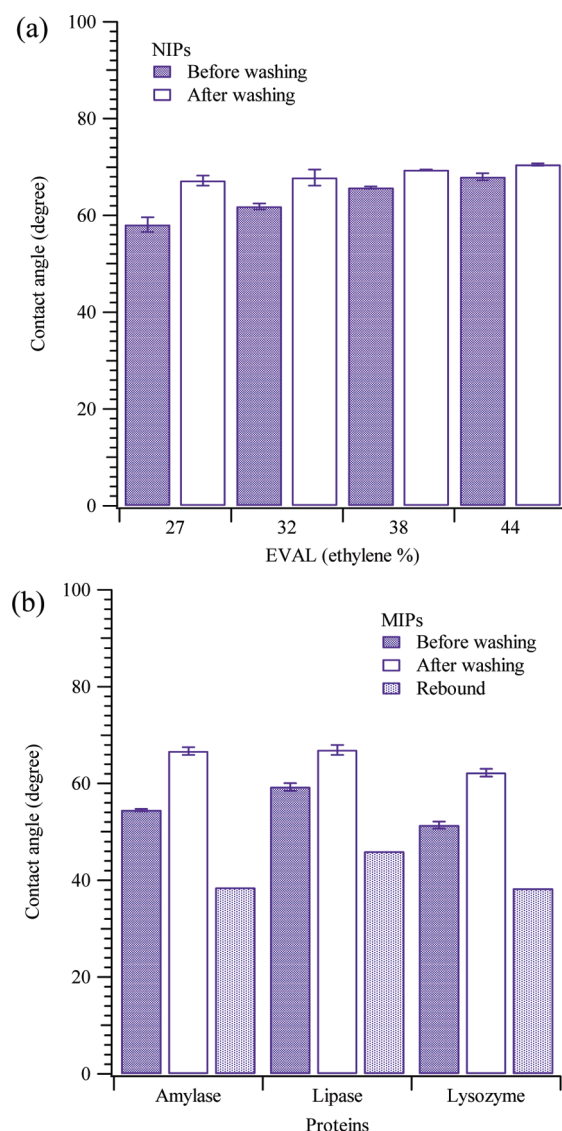 (a)
100
80
60
40
20
0
Contact angle (degree)
NIPs
Before washing
After washing
27 32 38 44
EVAL (ethylene %)
(b)
100
80
60
40
20
0
Contact angle (degree)
MIPs
Before washing
After washing
Rebound
Amylase Lipase Lysozyme
Proteins